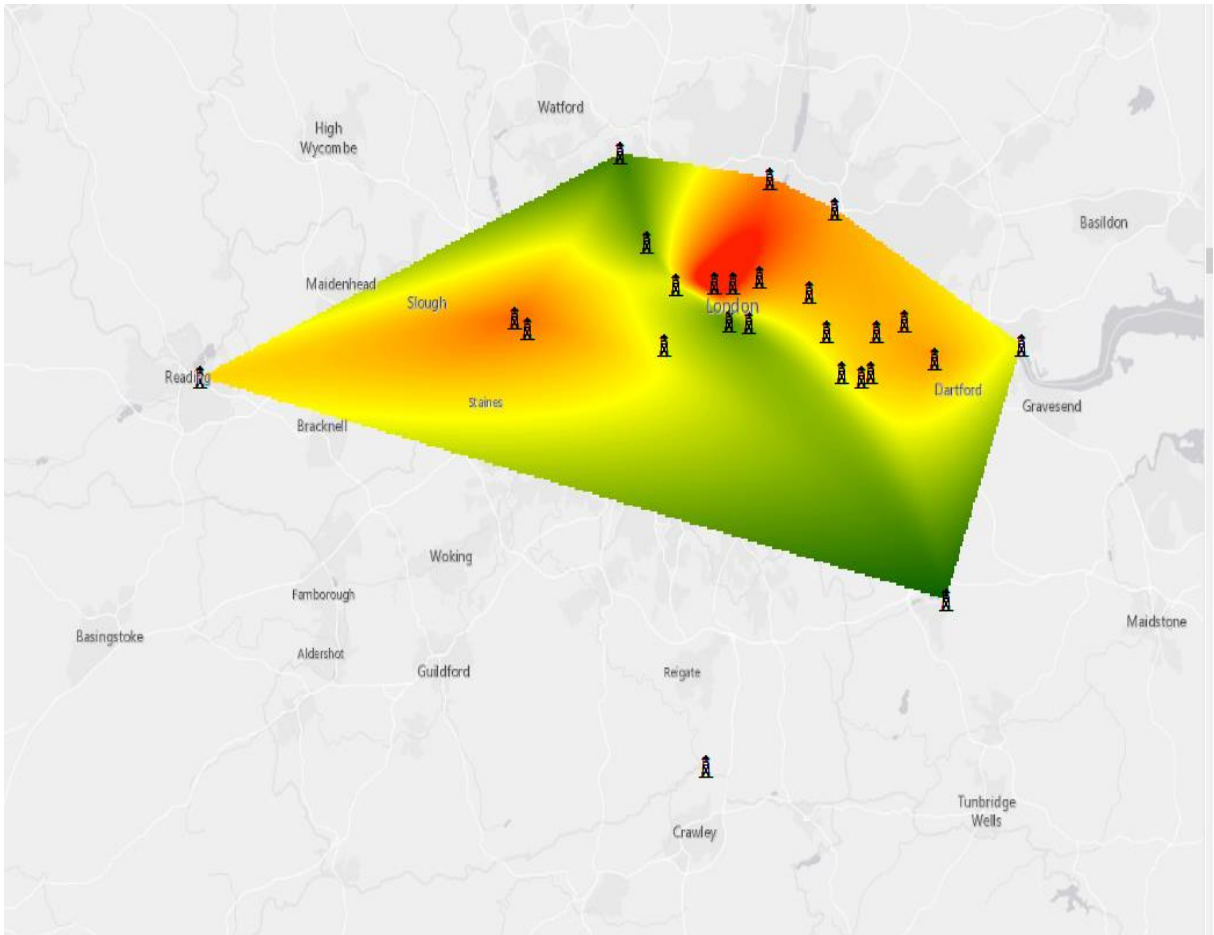 Watford
High
Wycombe
Basildon
Maidenhead
Slough
London
Reading
Staines
Dartford
Gravesend
Bracknell
Woking
Farnborough
Basingstoke
Maidstone
Aldershot
Guildford
Reigate
Tunbridge
Wells
Crawley